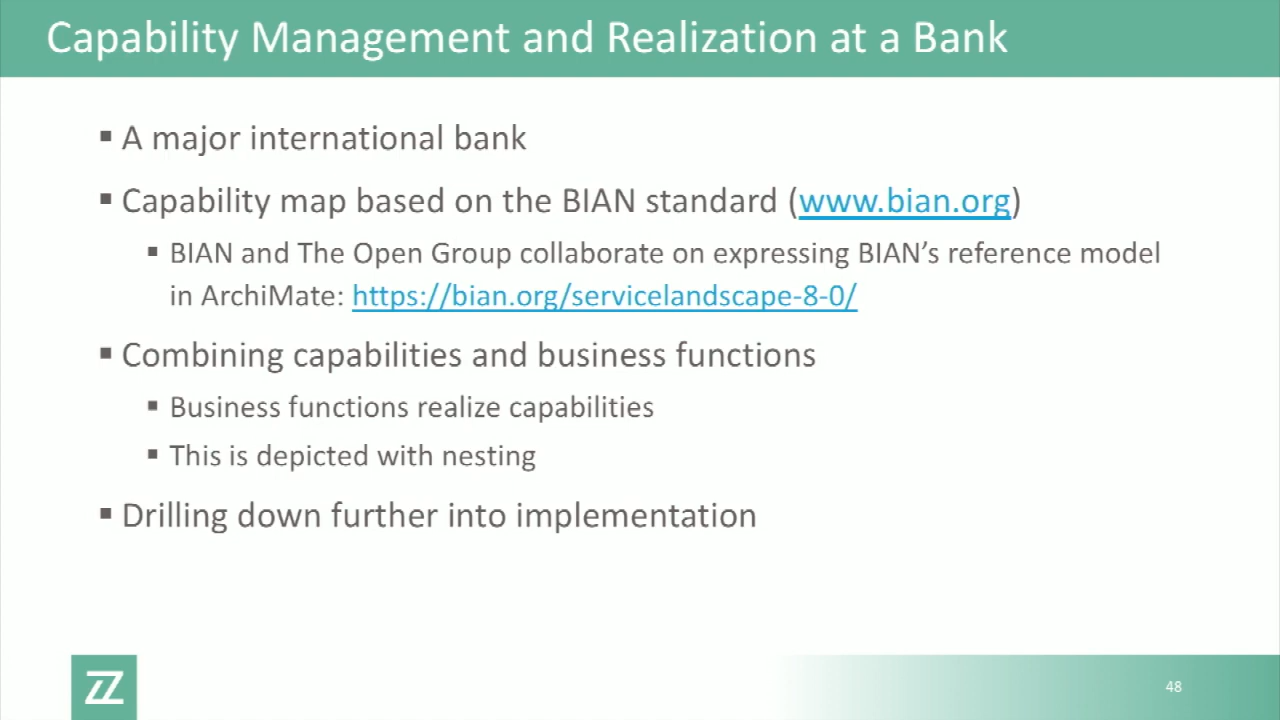 Capability Management and Realization at a Bank
▪ A major international bank
▪ Capability map based on the BIAN standard (www.bian.org)
▪ BIAN and The Open Group collaborate on expressing BIAN’s reference model
in ArchiMate: https://bian.org/servicelandscape-8-0/
▪ Combining capabilities and business functions
▪ Business functions realize capabilities
▪ This is depicted with nesting
▪ Drilling down further into implementation
ZZ
48